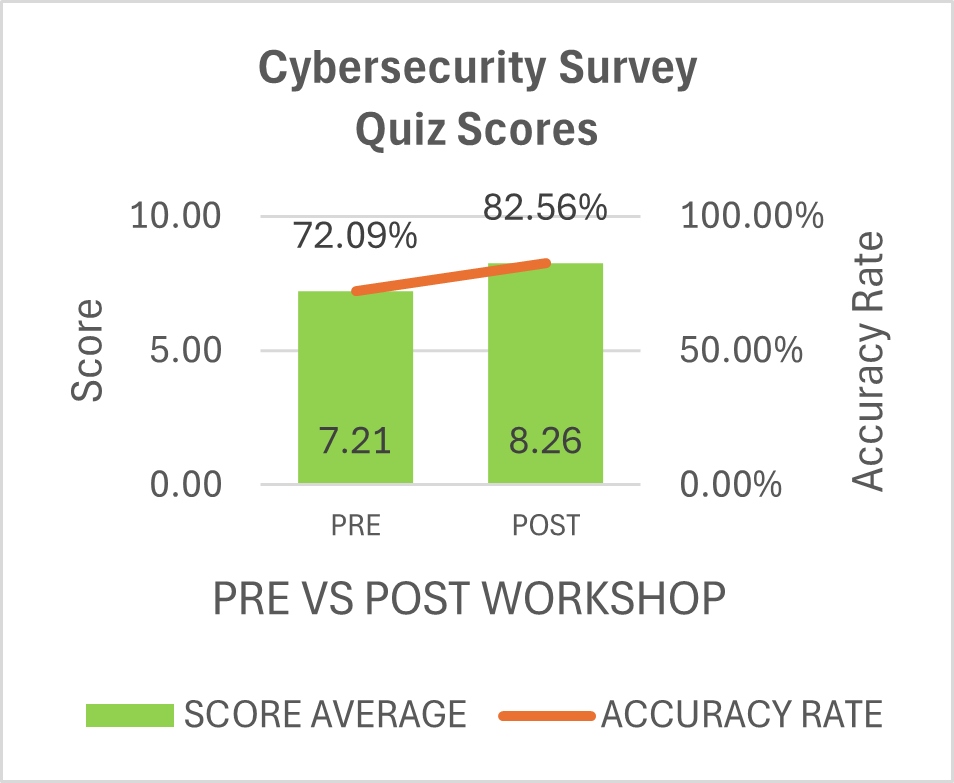 Cybersecurity Survey
Quiz Scores
10.00
5.00
0.00
Score
72.09%
82.56%
7.21
8.26
100.00%
50.00%
0.00%
Accuracy Rate
PRE
POST
PRE VS POST WORKSHOP
SCORE AVERAGE
ACCURACY RATE